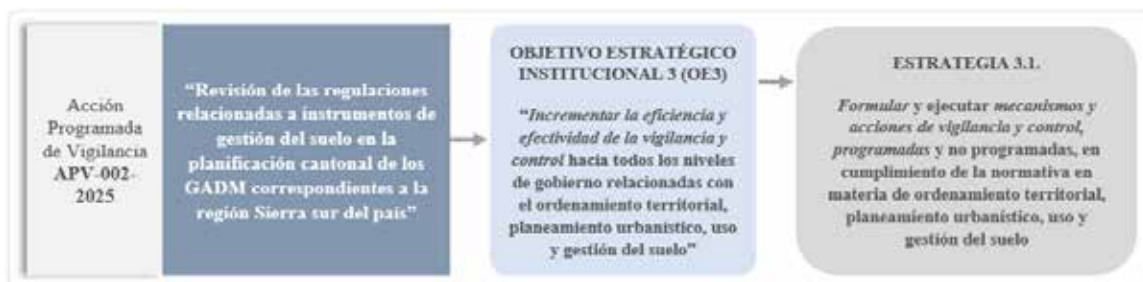 Acción
Programada
de Vigilancia
APV-002-
2025
“Revisión de las regulaciones
relacionadas a instrumentos de
gestión del suelo en la
planificación cantonal de los
GADM correspondientes a la
región Sierra sur del país”
OBJETIVO ESTRATÉGICO
INSTITUCIONAL 3 (OE3)
“Incrementar la eficiencia y
efectividad de la vigilancia y
control hacia todos los niveles
de gobierno relacionadas con
el ordenamiento territorial,
planeamiento urbanístico, uso
y gestión del suelo”
ESTRATEGIA 3.1.
Formular y ejecutar mecanismos y
acciones de vigilancia y control,
programadas y no programadas, en
cumplimiento de la normativa en
materia de ordenamiento territorial,
planeamiento urbanístico, uso y
gestión del suelo